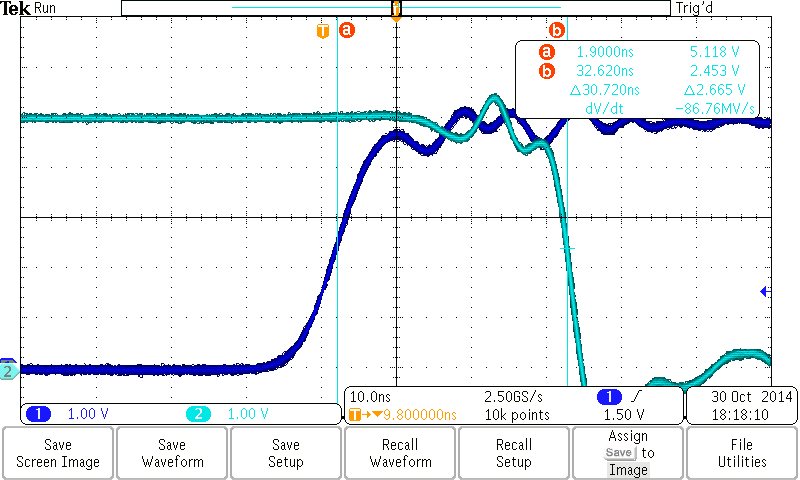 Tek Run Trig'd
T a b
T
a 1.9000ns 5.118 V
b 32.620ns 2.453 V
Δ30.720ns Δ2.665 V
dV/dt −86.76MV/s
2
1 1.00 V 2 1.00 V
10.0ns 2.50GS/s 1 1.50 V
T→▼9.800000ns 10k points
30 Oct 2014
18:18:10
Save Screen Image
Save Waveform
Save Setup
Recall Waveform
Recall Setup
Assign Save to Image
File Utilities